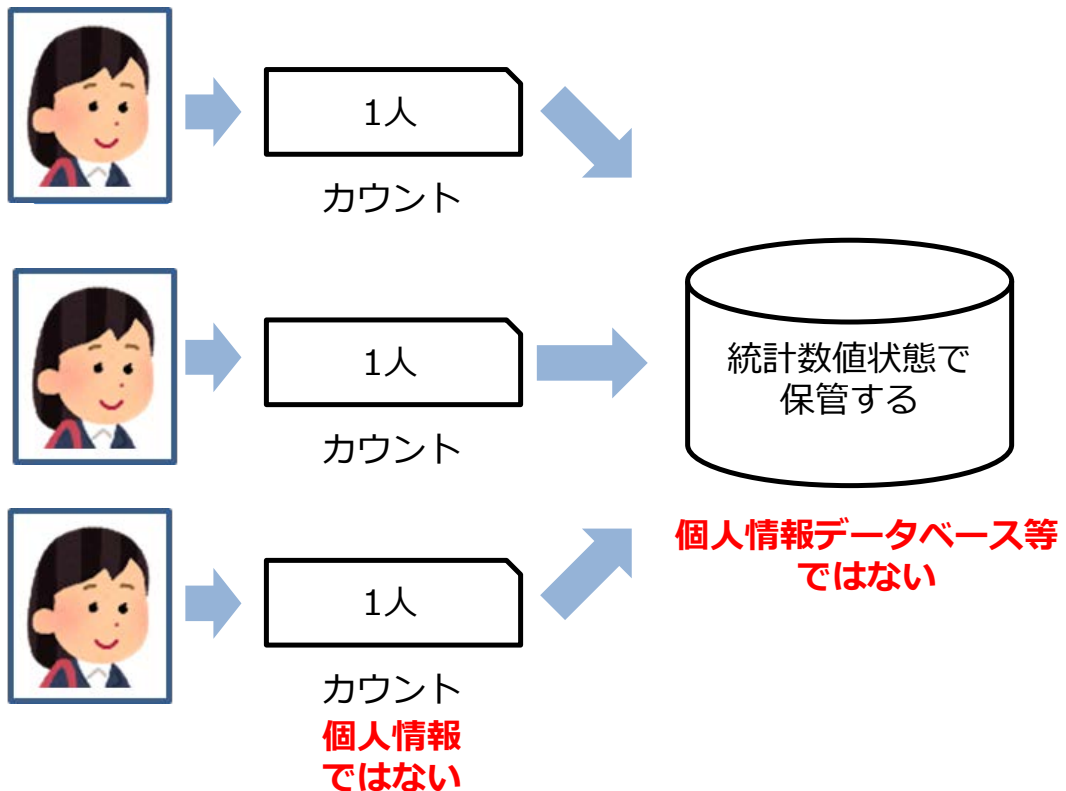 1人
カウント
1人
カウント
1人
カウント
個人情報
ではない
統計数値状態で
保管する
個人情報データベース等
ではない